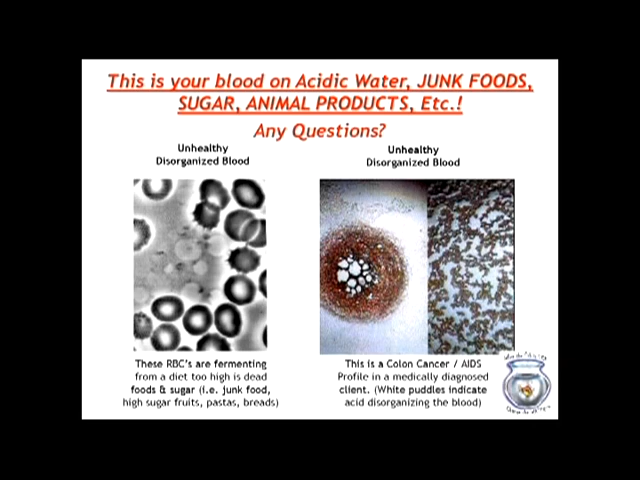 This is your blood on Acidic Water, JUNK FOODS,
SUGAR, ANIMAL PRODUCTS, Etc.!
Any Questions?
Unhealthy
Disorganized Blood
Unhealthy
Disorganized Blood
These RBC's are fermenting
from a diet too high is dead
foods & sugar (i.e. junk food,
high sugar fruits, pastas, breads)
This is a Colon Cancer / AIDS
Profile in a medically diagnosed
client. (White puddles indicate
acid disorganizing the blood)